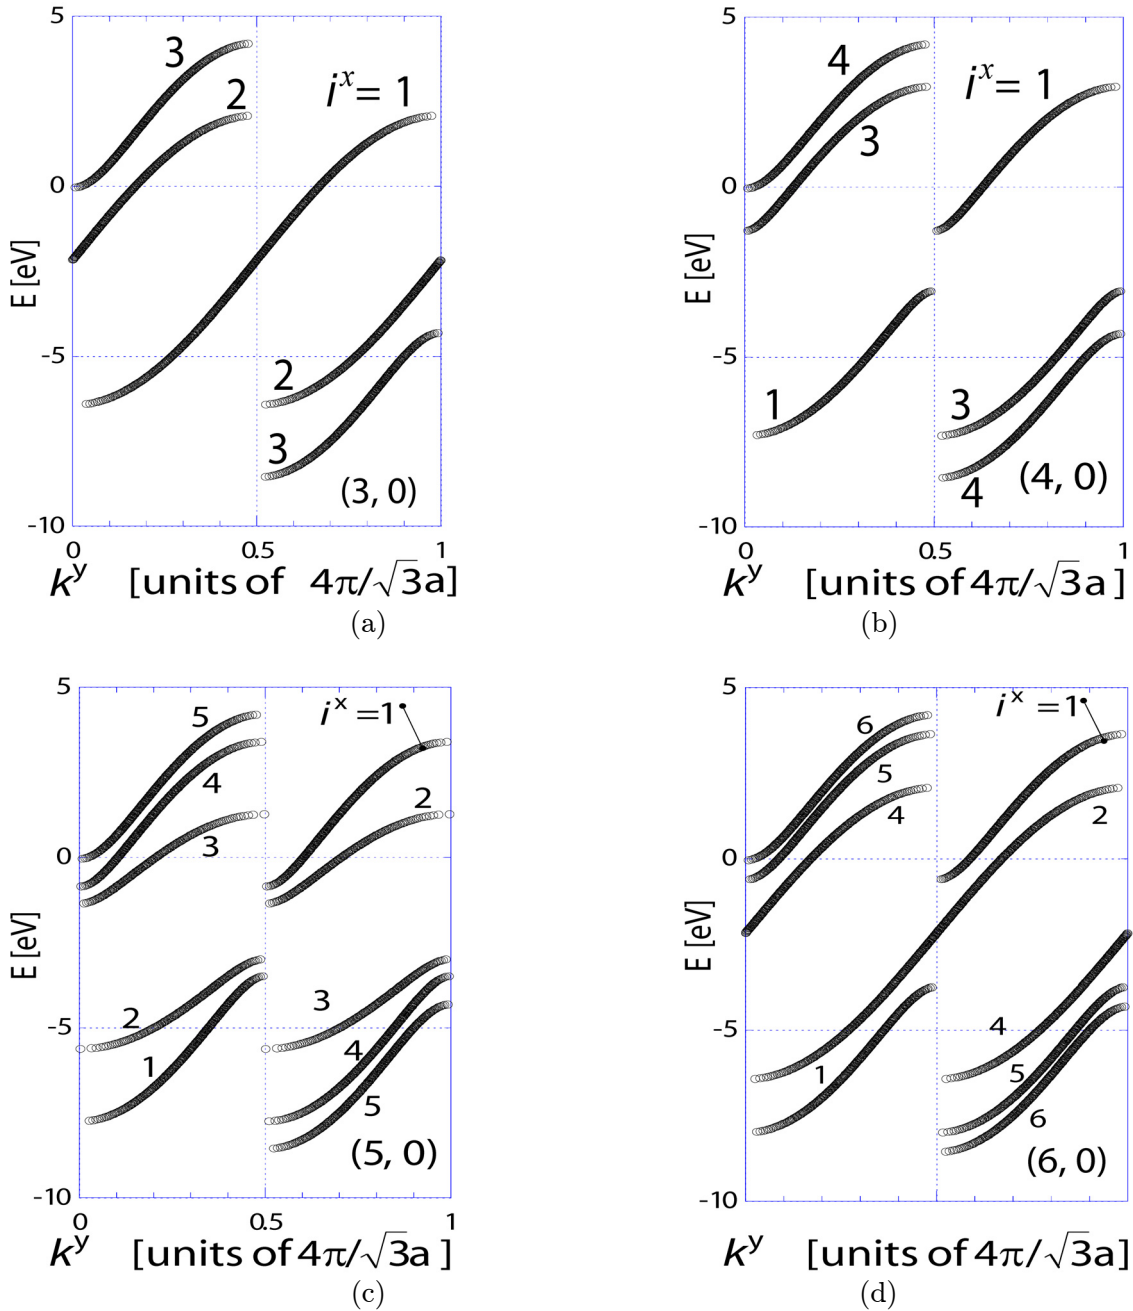 5
3
2
i^x = 1
0
E [eV]
-5
2
3
1
(3, 0)
-10
0 0.5 1
k^y [units of 4π/√3a]
(a)
5
4
i^x = 1
3
0
E [eV]
-5
1
3
4
(4, 0)
-10
0 0.5 1
k^y [units of 4π/√3a]
(b)
5
5
i^x = 1
4
2
3
0
E [eV]
2
3
-5
1
4
5
(5, 0)
-10
0 0.5 1
k^y [units of 4π/√3a]
(c)
5
6
i^x = 1
5
4
2
0
E [eV]
4
-5
1
5
6
(6, 0)
-10
k^y [units of 4π/√3a]
(d)